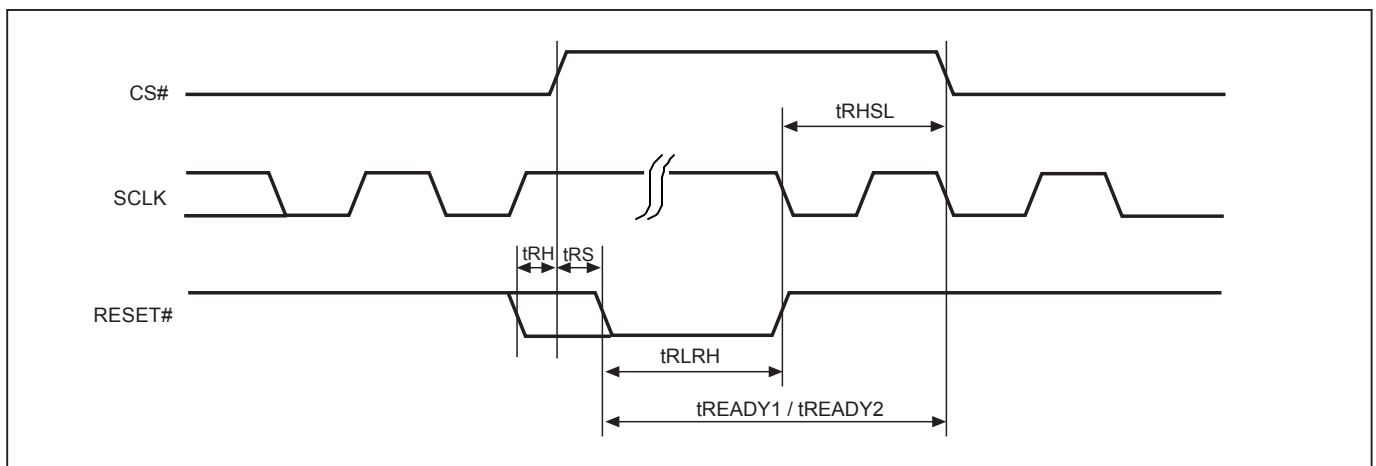 CS#
tRHSL
SCLK
tRH tRS
RESET#
tRLRH
tREADY1 / tREADY2